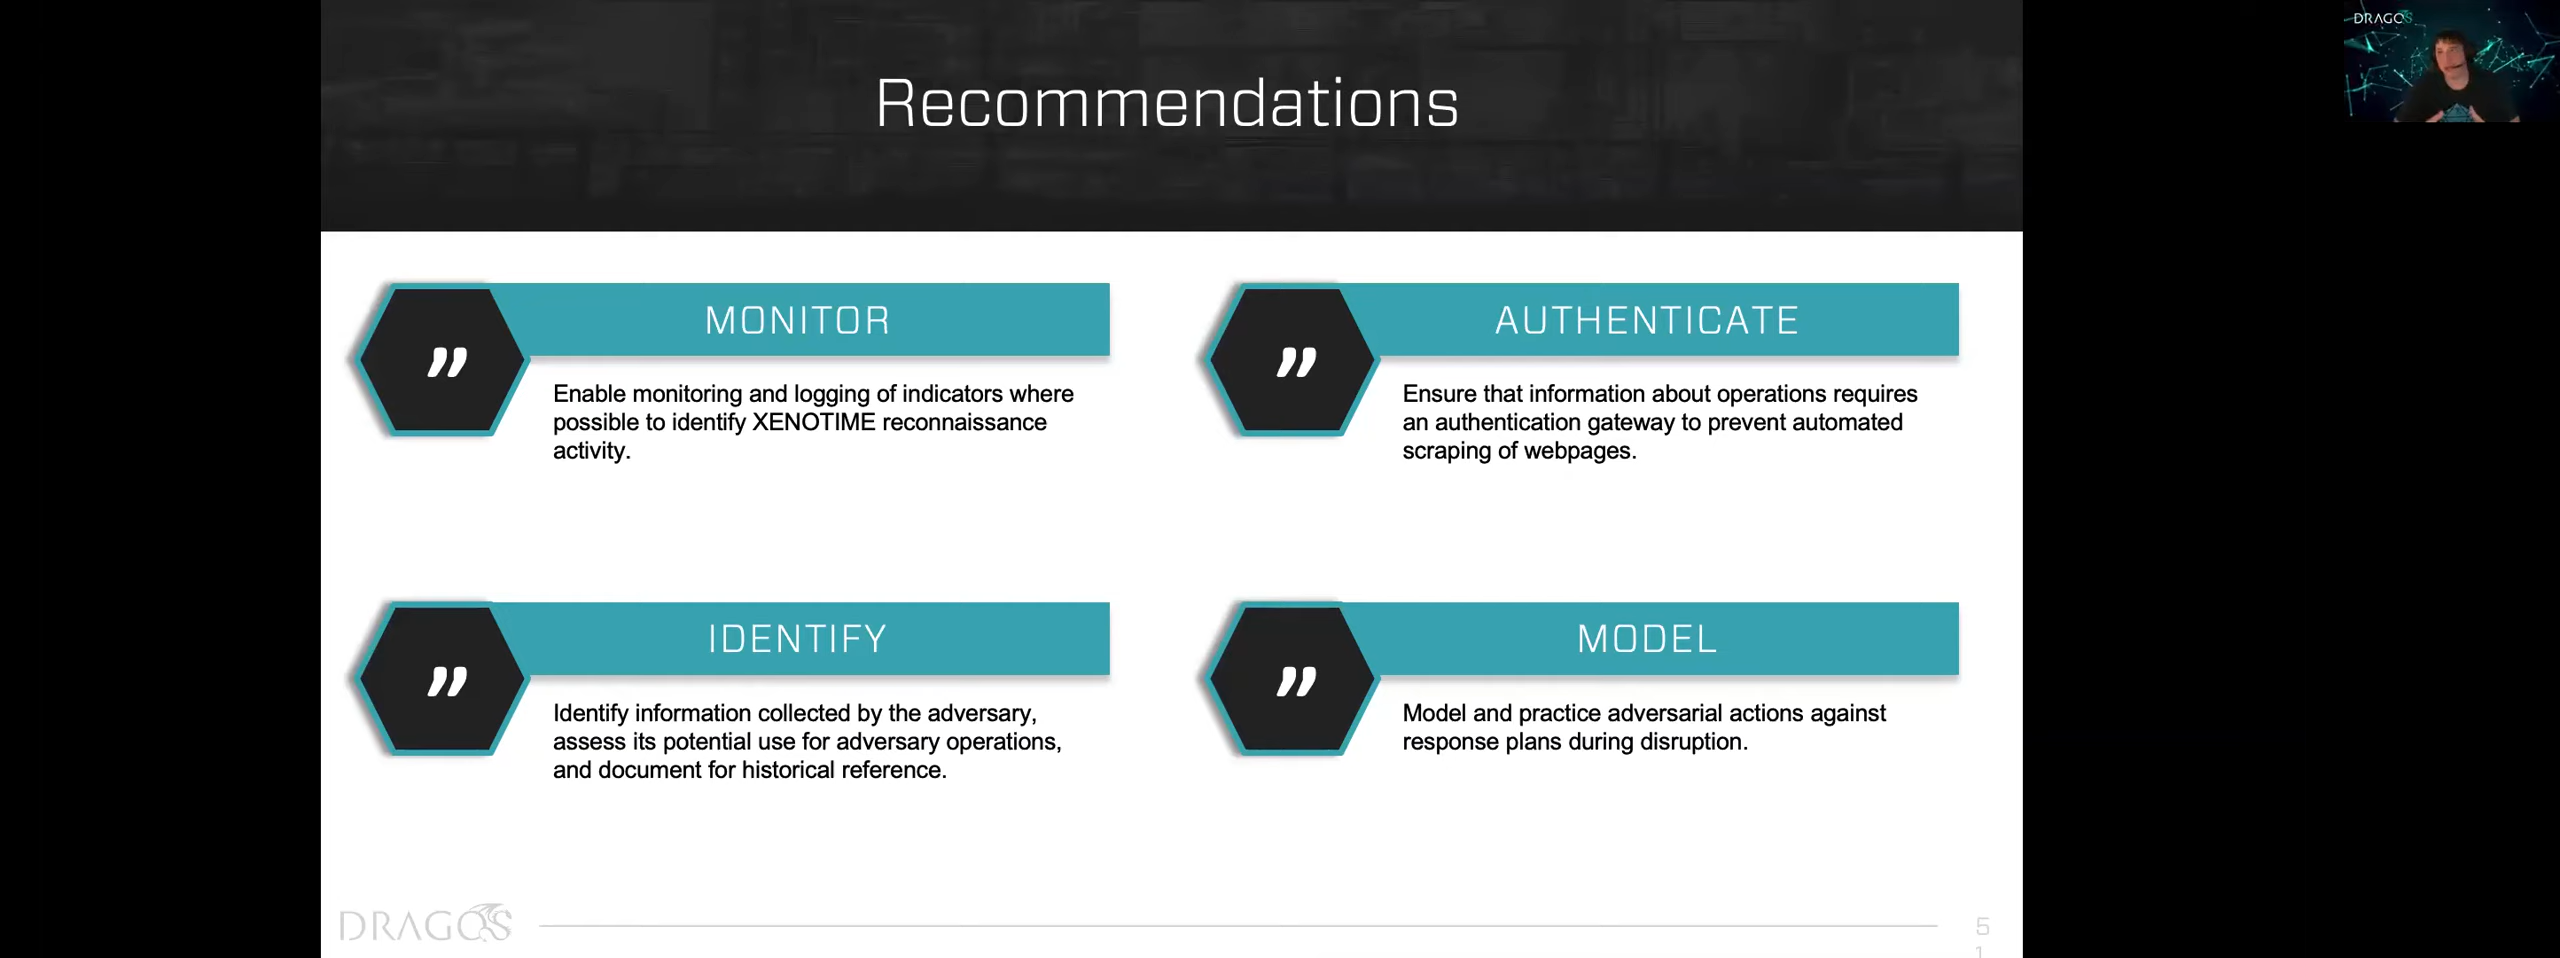 Recommendations
DRAGOS
MONITOR
Enable monitoring and logging of indicators where
possible to identify XENOTIME reconnaissance
activity.
AUTHENTICATE
Ensure that information about operations requires
an authentication gateway to prevent automated
scraping of webpages.
IDENTIFY
Identify information collected by the adversary,
assess its potential use for adversary operations,
and document for historical reference.
MODEL
Model and practice adversarial actions against
response plans during disruption.
DRAGOS
5
1